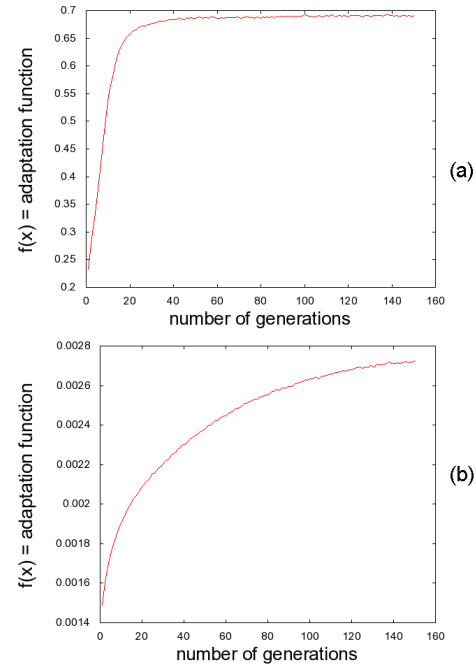 0.7
0.65
0.6
0.55
0.5
0.45
0.4
0.35
0.3
0.25
0.2
f(x) = adaptation function
0 20 40 60 80 100 120 140 160
number of generations
(a)
0.0028
0.0026
0.0024
0.0022
0.002
0.0018
0.0016
0.0014
f(x) = adaptation function
0 20 40 60 80 100 120 140 160
number of generations
(b)